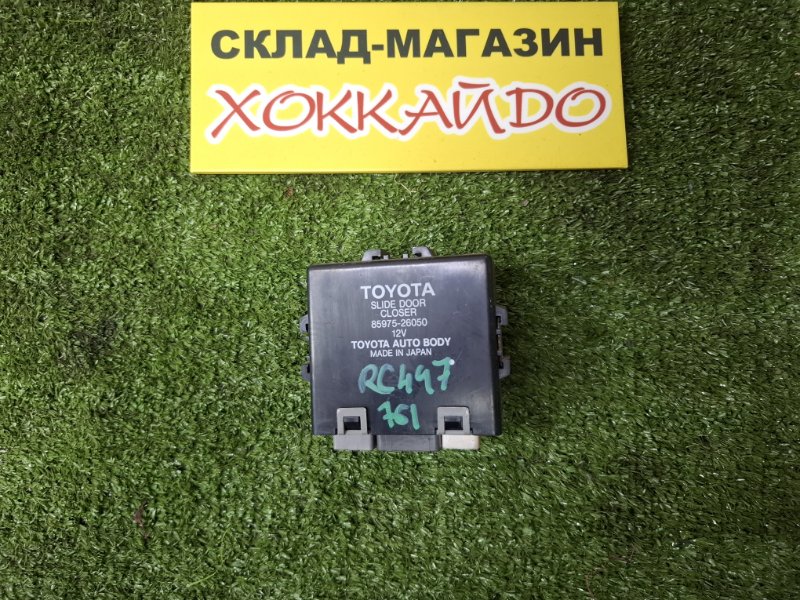 СКЛАД-МАГАЗИН
ХОККАЙДО
TOYOTA
SLIDE DOOR
CLOSER
85975-26050
12V
TOYOTA AUTO BODY
MADE IN JAPAN
RC447
761